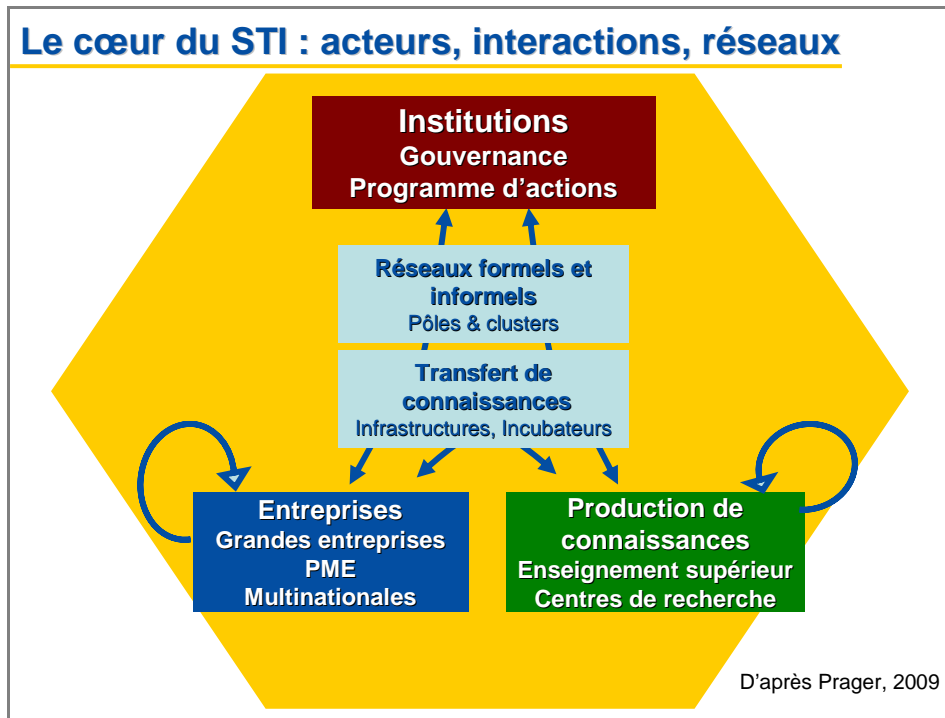 Le cœur du STI : acteurs, interactions, réseaux
Institutions
Gouvernance
Programme d'actions
Réseaux formels et
informels
Pôles & clusters
Transfert de
connaissances
Infrastructures, Incubateurs
Entreprises
Grandes entreprises
PME
Multinationales
Production de
connaissances
Enseignement supérieur
Centres de recherche
D'après Prager, 2009